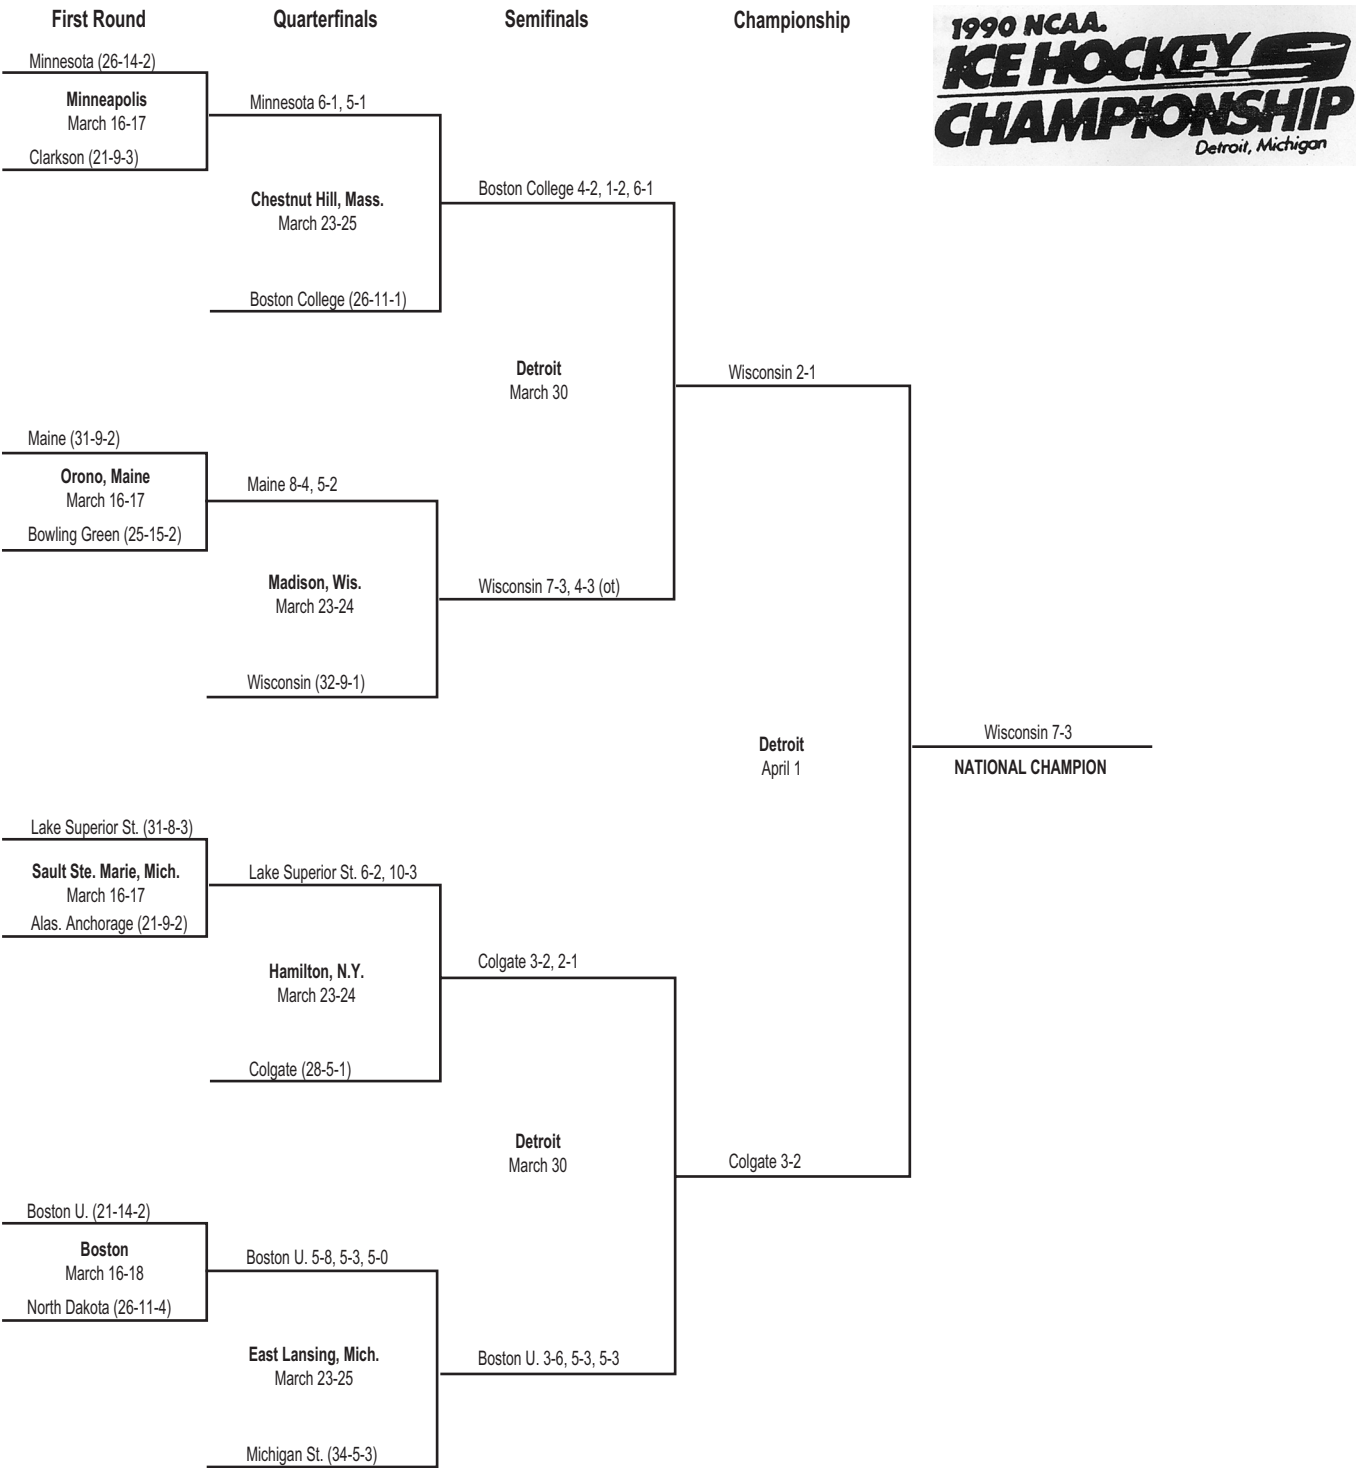 First Round
Quarterfinals
Semifinals
Championship
1990 NCAA.
ICE HOCKEY
CHAMPIONSHIP
Detroit, Michigan
Minnesota (26-14-2)
Minneapolis
March 16-17
Clarkson (21-9-3)
Minnesota 6-1, 5-1
Chestnut Hill, Mass.
March 23-25
Boston College (26-11-1)
Boston College 4-2, 1-2, 6-1
Detroit
March 30
Wisconsin 2-1
Maine (31-9-2)
Orono, Maine
March 16-17
Bowling Green (25-15-2)
Maine 8-4, 5-2
Madison, Wis.
March 23-24
Wisconsin (32-9-1)
Wisconsin 7-3, 4-3 (ot)
Detroit
April 1
Wisconsin 7-3
NATIONAL CHAMPION
Lake Superior St. (31-8-3)
Sault Ste. Marie, Mich.
March 16-17
Alas. Anchorage (21-9-2)
Lake Superior St. 6-2, 10-3
Hamilton, N.Y.
March 23-24
Colgate (28-5-1)
Colgate 3-2, 2-1
Detroit
March 30
Colgate 3-2
Boston U. (21-14-2)
Boston
March 16-18
North Dakota (26-11-4)
Boston U. 5-8, 5-3, 5-0
East Lansing, Mich.
March 23-25
Michigan St. (34-5-3)
Boston U. 3-6, 5-3, 5-3